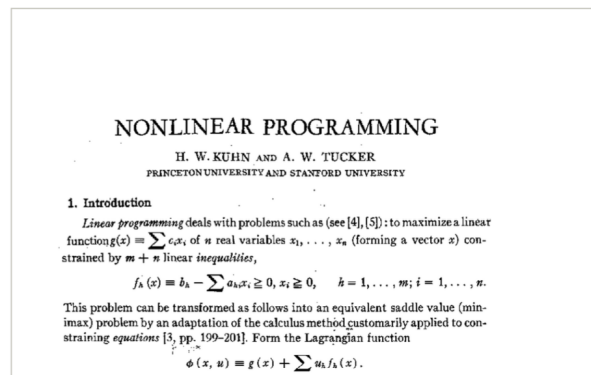 NONLINEAR PROGRAMMING
H. W. KUHN AND A. W. TUCKER
PRINCETON UNIVERSITY AND STANFORD UNIVERSITY
1. Introduction
Linear programming deals with problems such as (see [4], [5]): to maximize a linear
function g(x) ≡ ∑ cᵢxᵢ of n real variables x₁, . . . , xₙ (forming a vector x) con-
strained by m + n linear inequalities,
fₕ (x) ≡ bₕ − ∑ aₕᵢxᵢ ≧ 0, xᵢ ≧ 0, h = 1, . . . , m; i = 1, . . . , n.
This problem can be transformed as follows into an equivalent saddle value (min-
imax) problem by an adaptation of the calculus method customarily applied to con-
straining equations [3, pp. 199–201]. Form the Lagrangian function
ϕ (x, u) ≡ g (x) + ∑ uₕ fₕ (x).